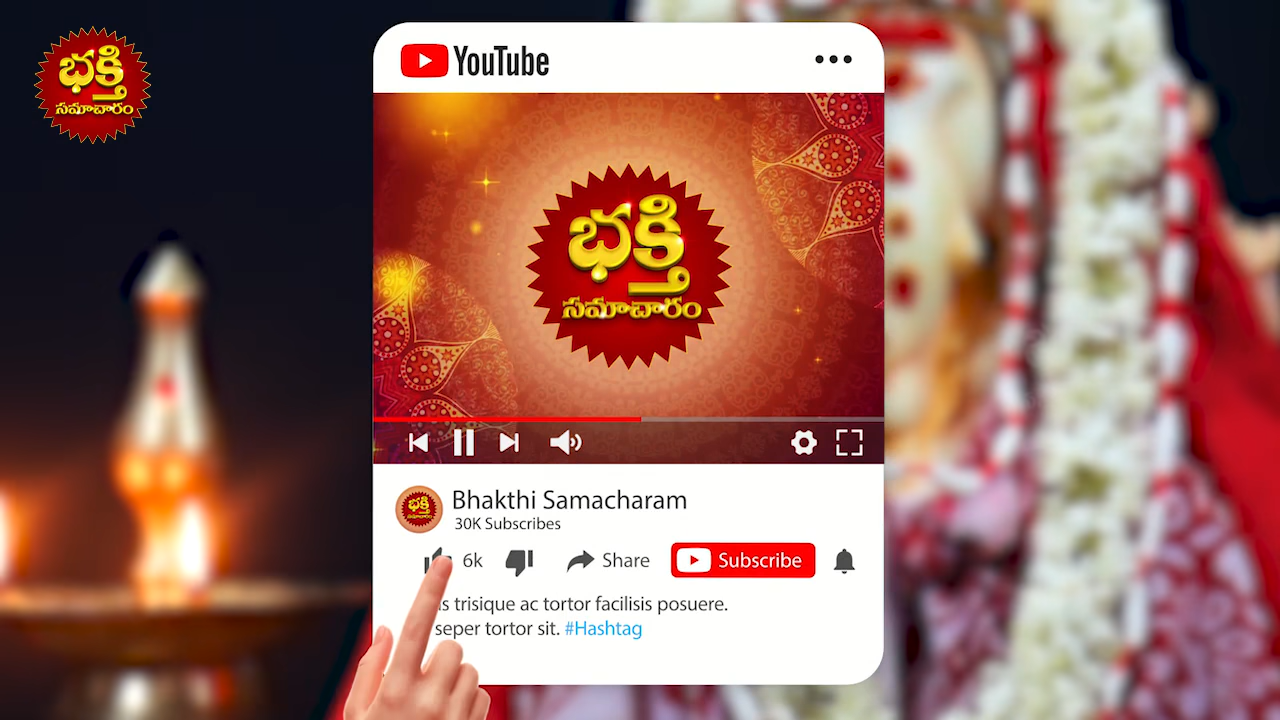 భక్తి
సమాచారం
YouTube
భక్తి
సమాచారం
Bhakthi Samacharam
30K Subscribes
6k Share Subscribe
trisique ac tortor facilisis posuere.
seper tortor sit. #Hashtag